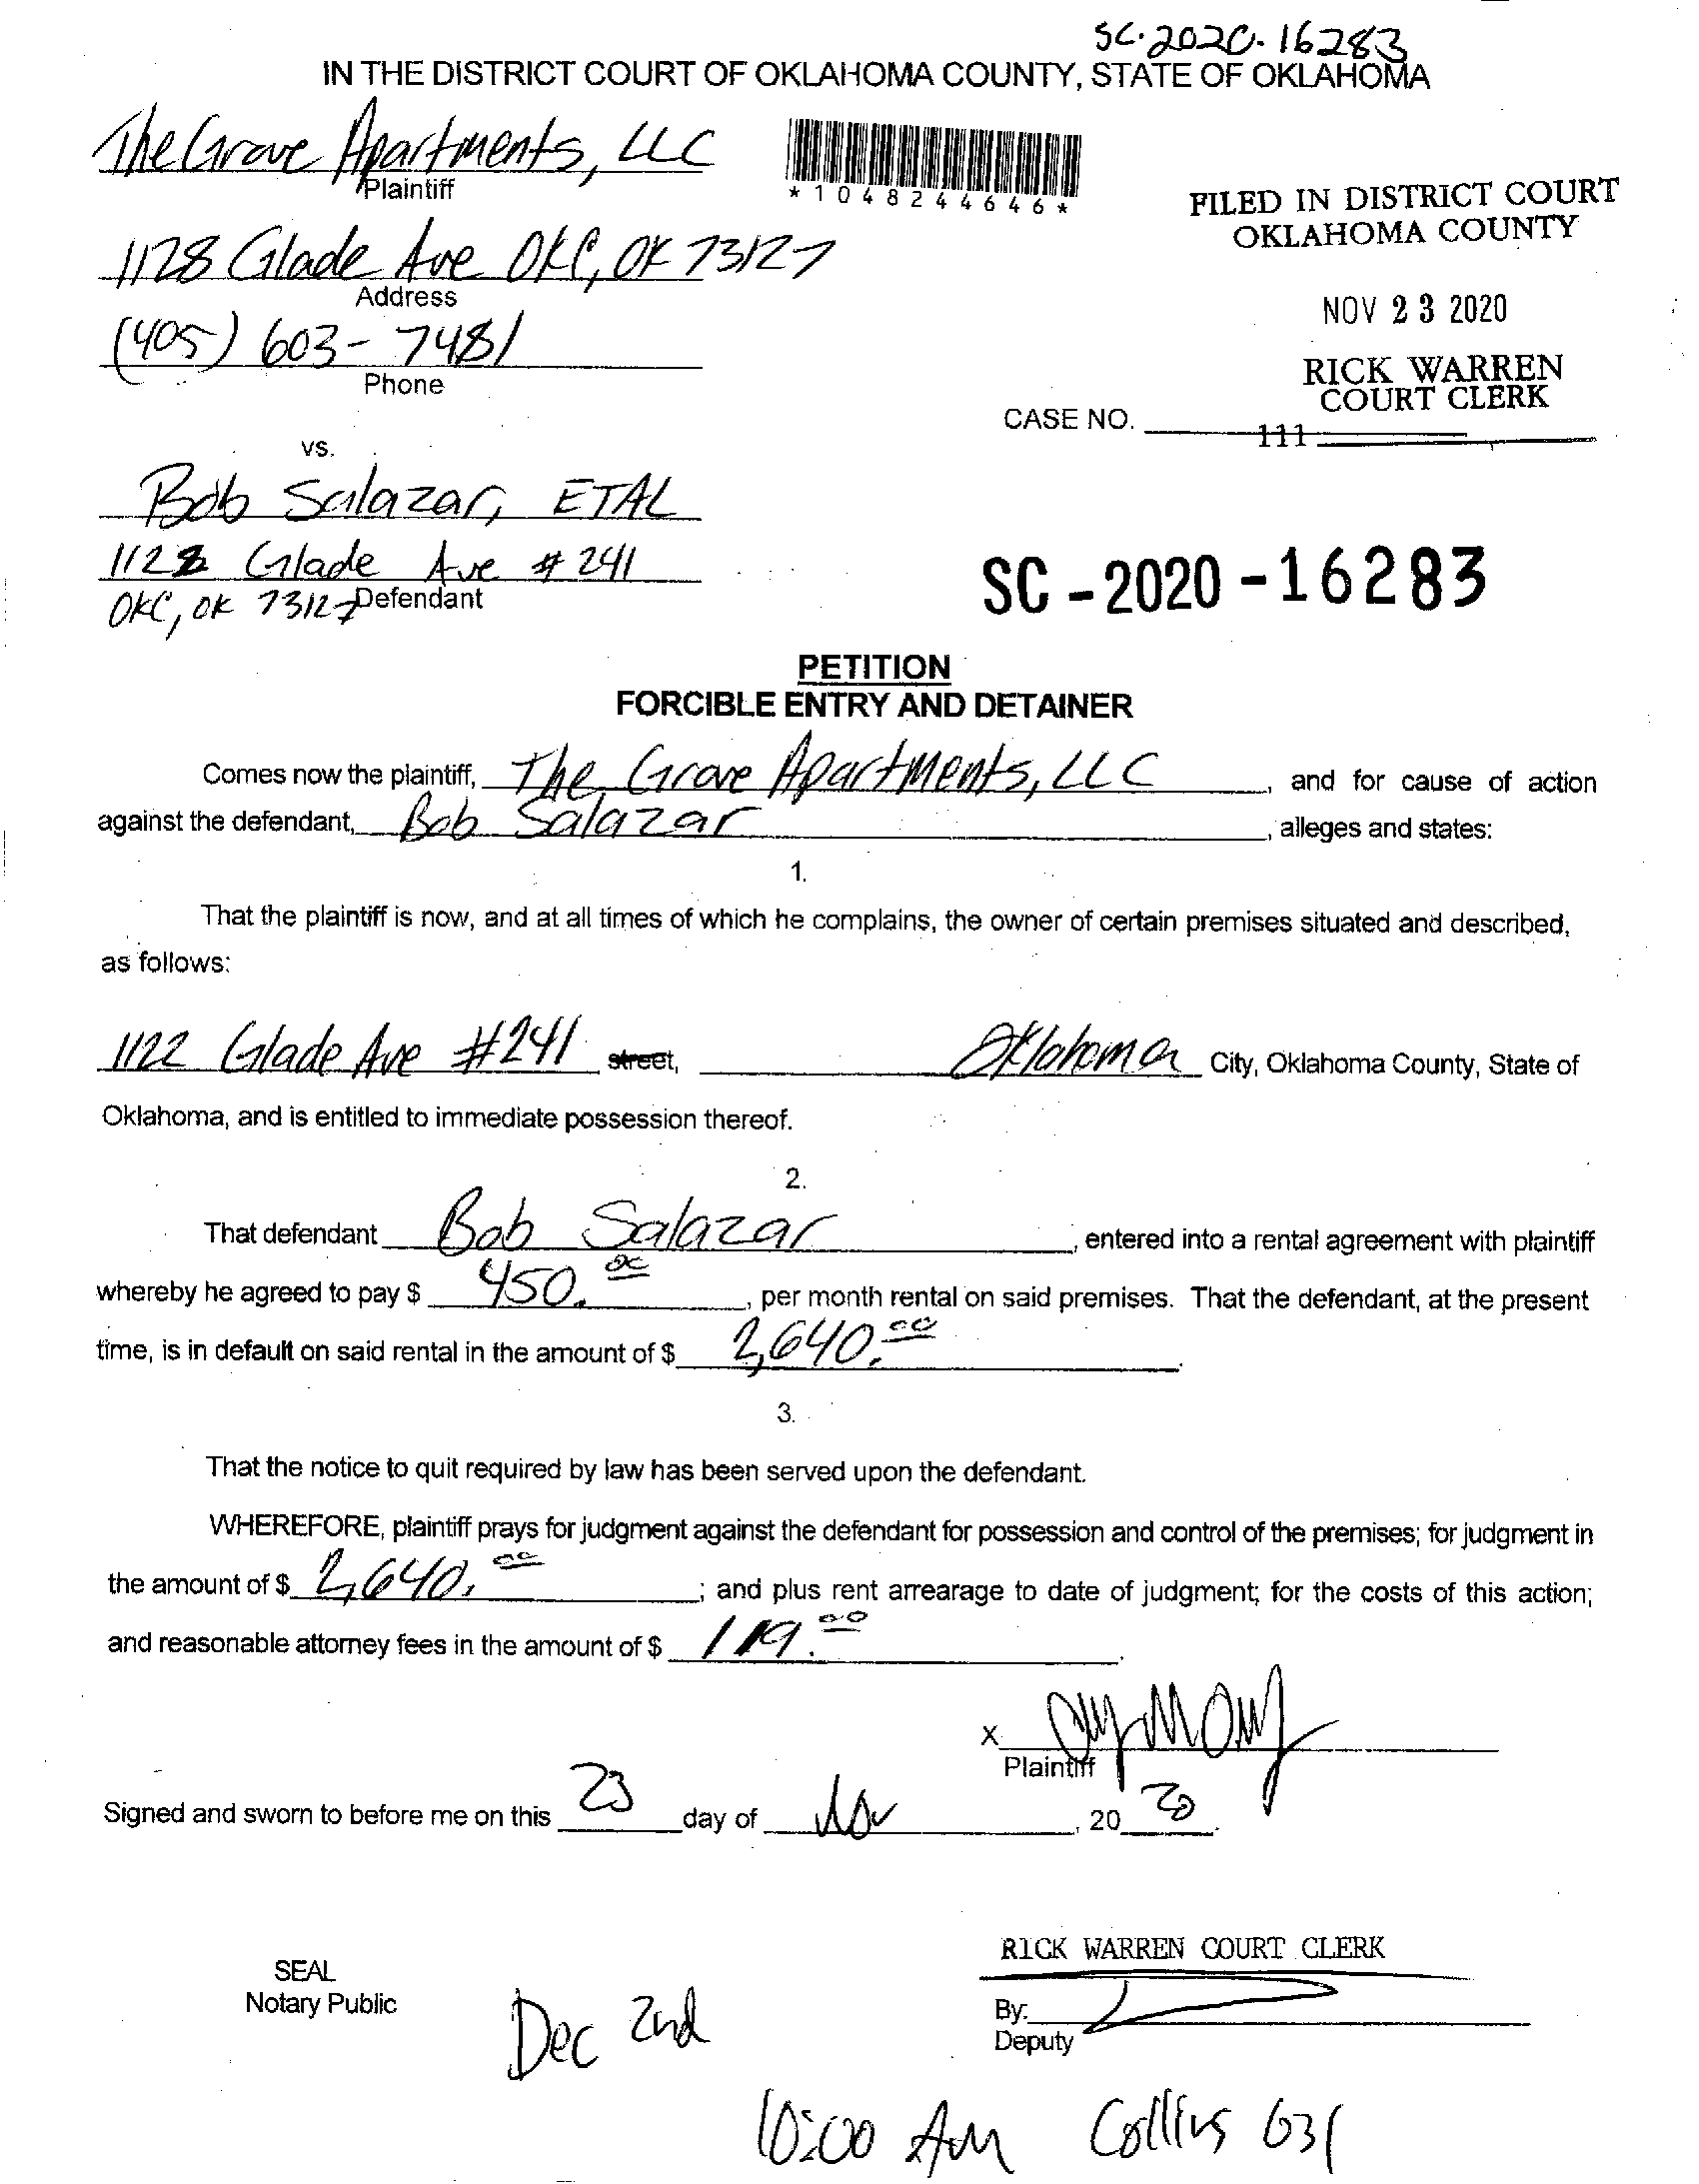 SC-2020-16283
IN THE DISTRICT COURT OF OKLAHOMA COUNTY, STATE OF OKLAHOMA
The Grove Apartments, LLC
Plaintiff
*1048244646*
FILED IN DISTRICT COURT
OKLAHOMA COUNTY
1128 Glade Ave OKC, OK 73127
Address
NOV 23 2020
(405) 603-7481
Phone
RICK WARREN
COURT CLERK
CASE NO.
111
vs.
Bob Salazar, ETAL
1122 Glade Ave #241
OKC, OK 73127 Defendant
SC-2020-16283
PETITION
FORCIBLE ENTRY AND DETAINER
Comes now the plaintiff, The Grove Apartments, LLC, and for cause of action
against the defendant, Bob Salazar, alleges and states:
1.
That the plaintiff is now, and at all times of which he complains, the owner of certain premises situated and described,
as follows:
1122 Glade Ave #241 street, Oklahoma City, Oklahoma County, State of
Oklahoma, and is entitled to immediate possession thereof.
2.
That defendant Bob Salazar, entered into a rental agreement with plaintiff
whereby he agreed to pay $ 450.00, per month rental on said premises. That the defendant, at the present
time, is in default on said rental in the amount of $ 2,640.00.
3.
That the notice to quit required by law has been served upon the defendant.
WHEREFORE, plaintiff prays for judgment against the defendant for possession and control of the premises; for judgment in
the amount of $ 2,640.00; and plus rent arrearage to date of judgment; for the costs of this action;
and reasonable attorney fees in the amount of $ 119.00.
X
Plaintiff
Signed and sworn to before me on this 23 day of Nov, 20 20.
RICK WARREN COURT CLERK
SEAL
Notary Public
By:
Deputy
Dec 2nd
10:00 AM Collins 631